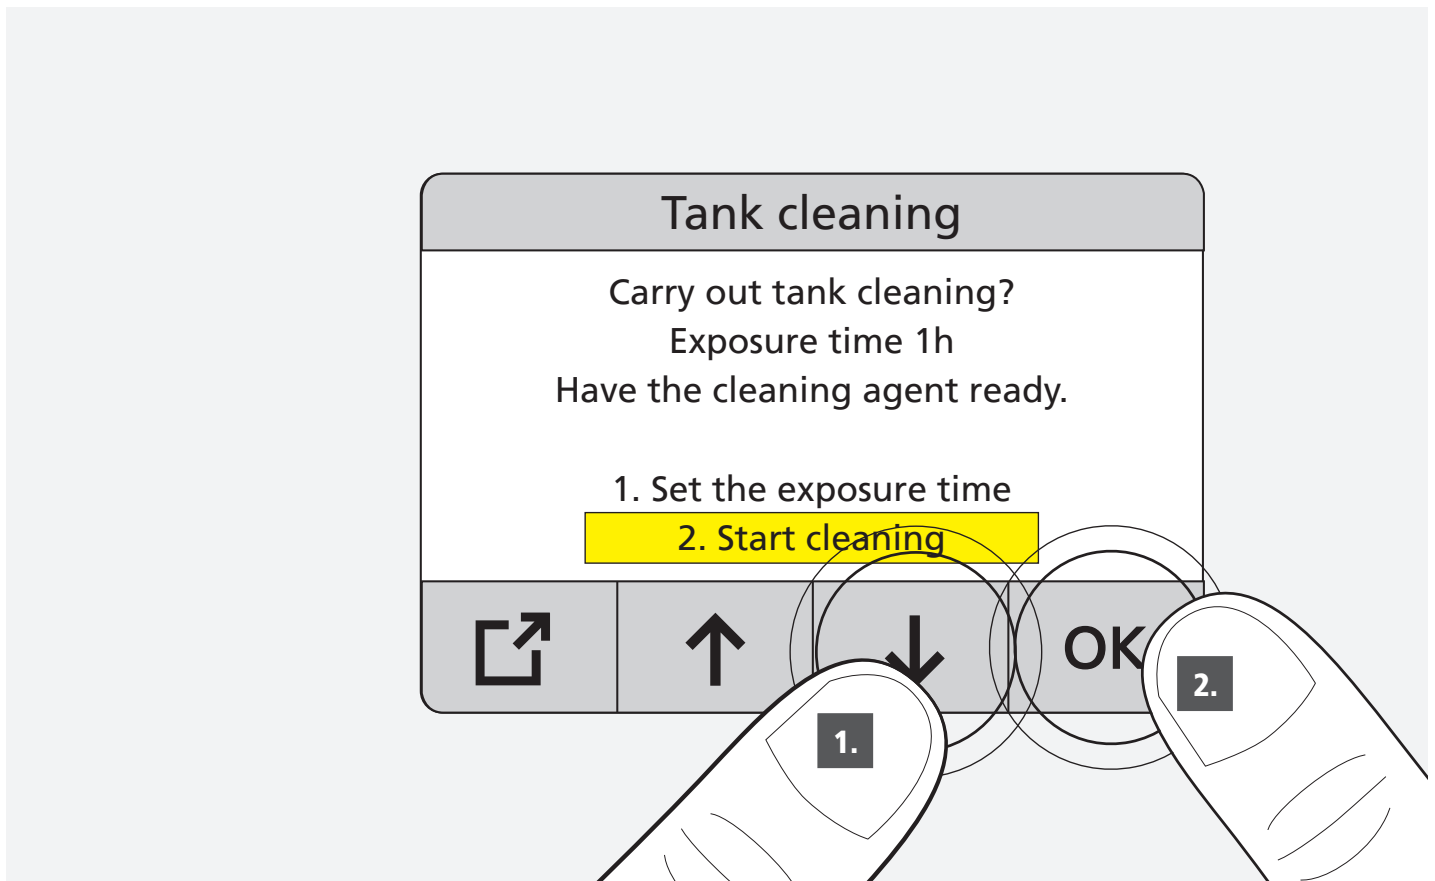 Tank cleaning
Carry out tank cleaning?
Exposure time 1h
Have the cleaning agent ready.
1. Set the exposure time
2. Start cleaning
OK
1.
2.